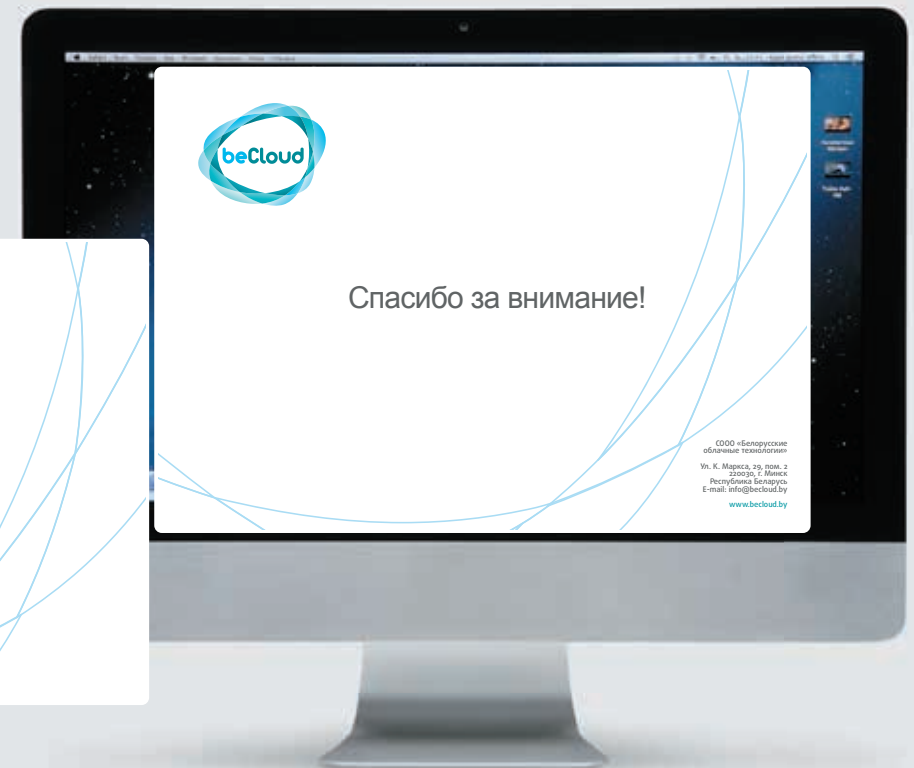 beCloud
Спасибо за внимание!
СООО «Белорусские
облачные технологии»
Ул. К. Маркса, 29, пом. 2
220030, г. Минск
Республика Беларусь
E-mail: info@becloud.by
www.becloud.by